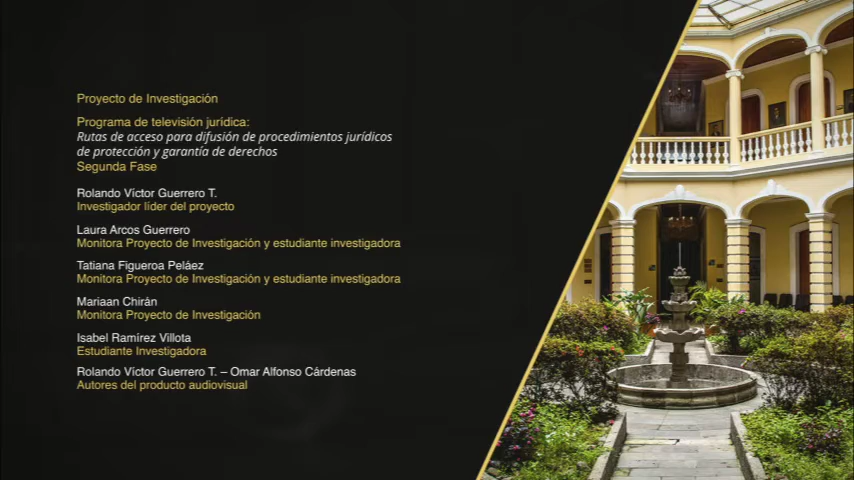 Proyecto de Investigación
Programa de televisión jurídica:
Rutas de acceso para difusión de procedimientos jurídicos
de protección y garantía de derechos
Segunda Fase
Rolando Víctor Guerrero T.
Investigador líder del proyecto
Laura Arcos Guerrero
Monitora Proyecto de Investigación y estudiante investigadora
Tatiana Figueroa Peláez
Monitora Proyecto de Investigación y estudiante investigadora
Mariaan Chirán
Monitora Proyecto de Investigación
Isabel Ramírez Villota
Estudiante Investigadora
Rolando Víctor Guerrero T. – Omar Alfonso Cárdenas
Autores del producto audiovisual